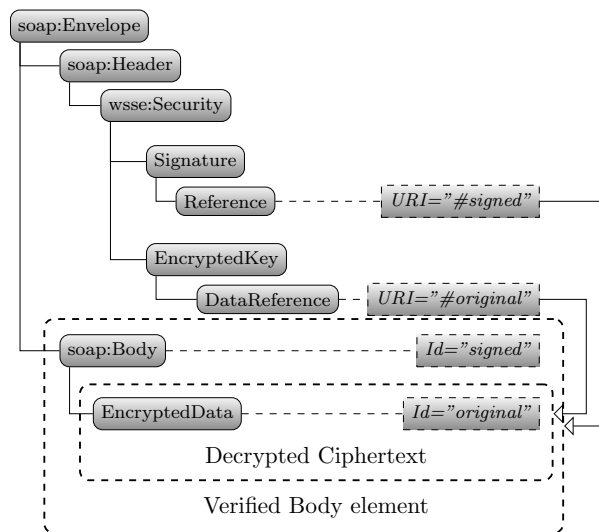 soap:Envelope
soap:Header
wsse:Security
Signature
Reference URI="#signed"
EncryptedKey
DataReference URI="#original"
soap:Body Id="signed"
EncryptedData Id="original"
Decrypted Ciphertext
Verified Body element